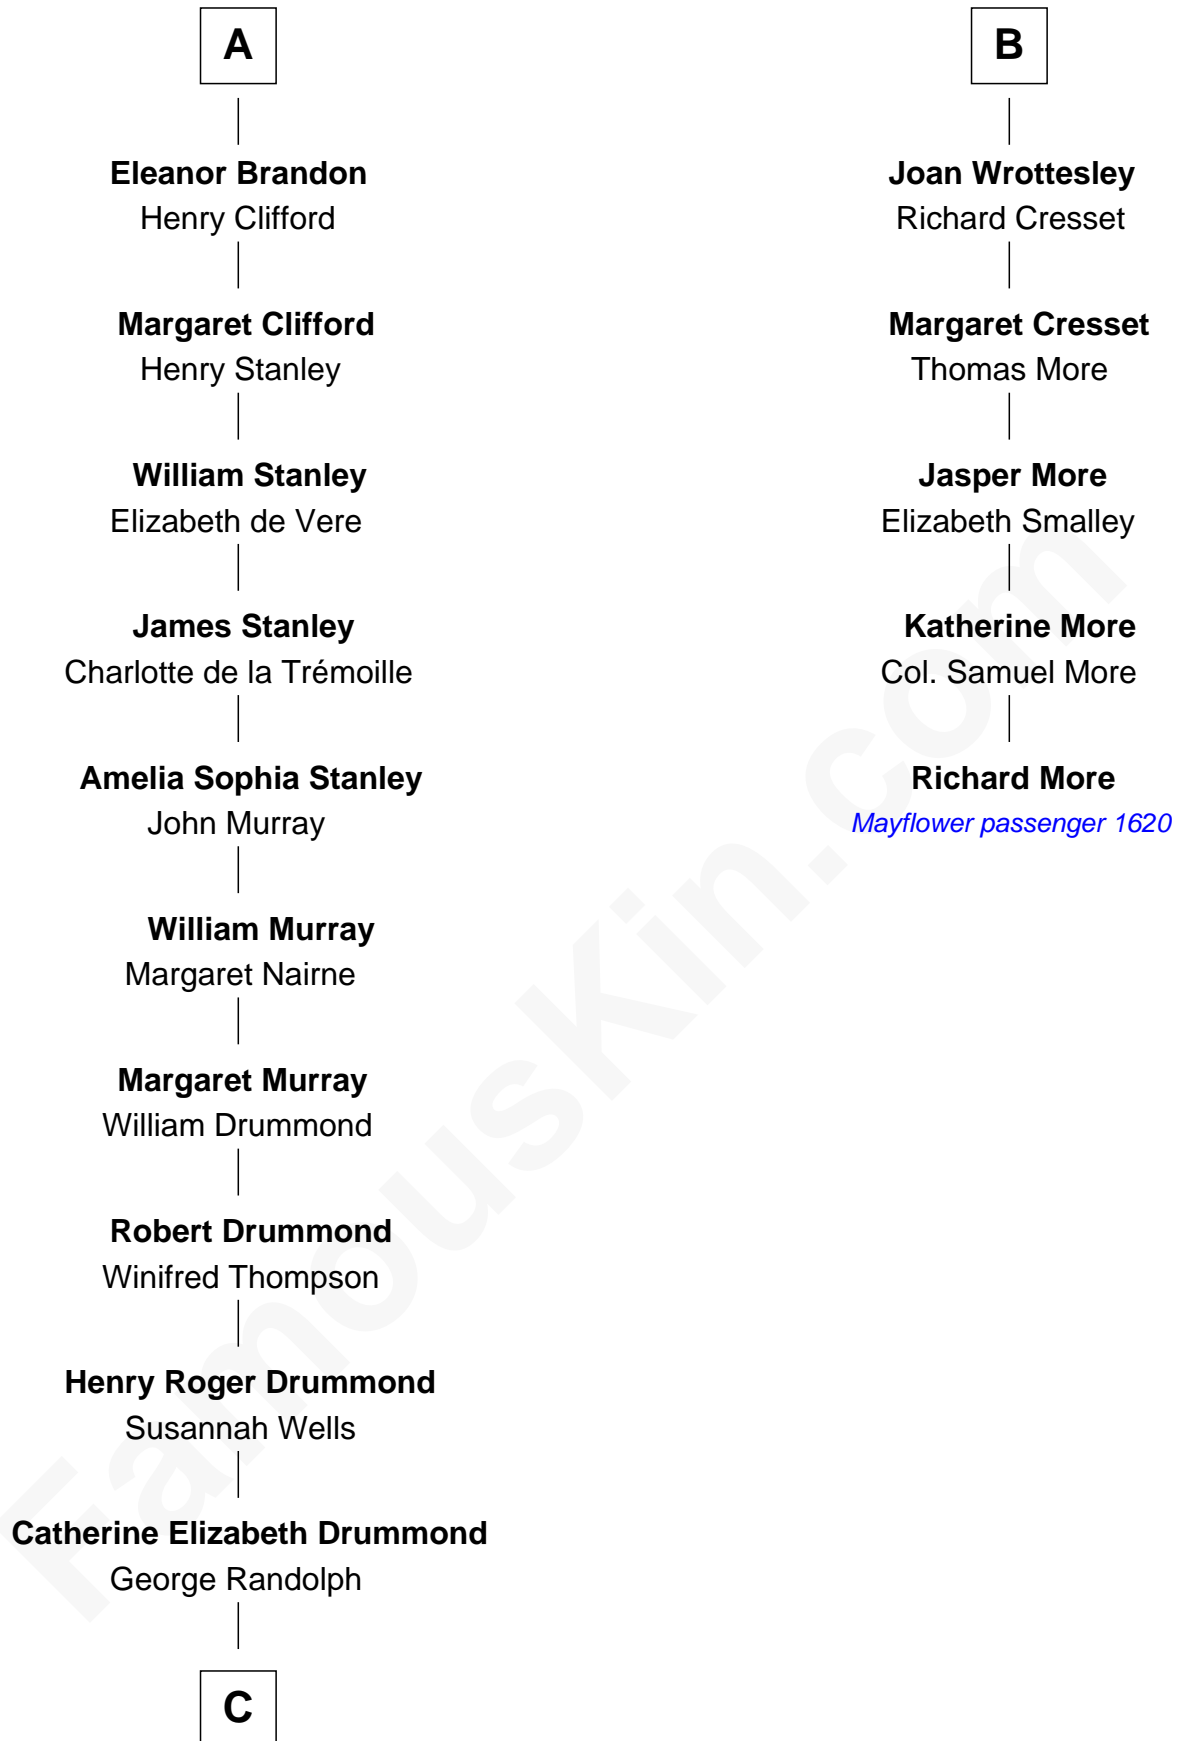 A
Eleanor Brandon
Henry Clifford
Margaret Clifford
Henry Stanley
William Stanley
Elizabeth de Vere
James Stanley
Charlotte de la Trémoille
Amelia Sophia Stanley
John Murray
William Murray
Margaret Nairne
Margaret Murray
William Drummond
Robert Drummond
Winifred Thompson
Henry Roger Drummond
Susannah Wells
Catherine Elizabeth Drummond
George Randolph
C
B
Joan Wrottesley
Richard Cresset
Margaret Cresset
Thomas More
Jasper More
Elizabeth Smalley
Katherine More
Col. Samuel More
Richard More
Mayflower passenger 1620
FamousKin.com